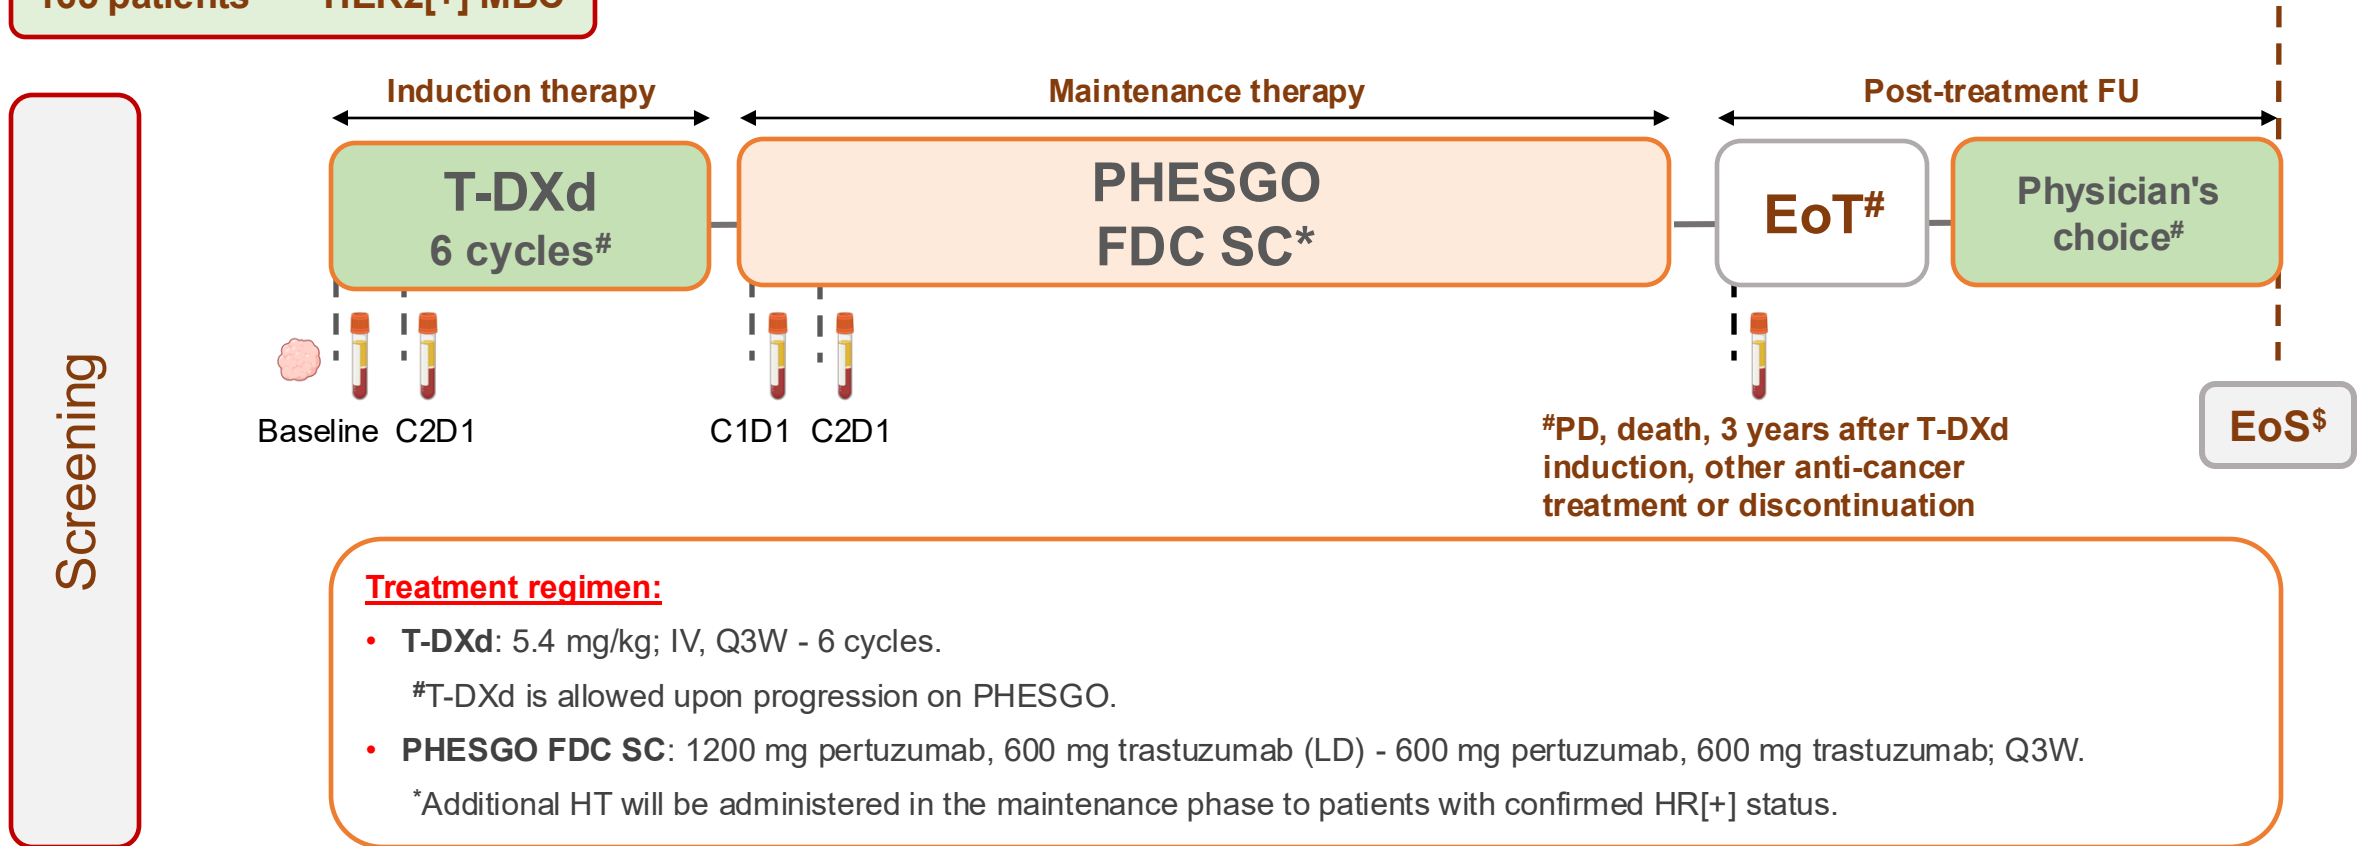 patients HER2[+] MBC
Induction therapy
Maintenance therapy
Post-treatment FU
T-DXd
6 cycles#
PHESGO
FDC SC*
EoT#
Physician's
choice#
Screening
Baseline
C2D1
C1D1
C2D1
#PD, death, 3 years after T-DXd
induction, other anti-cancer
treatment or discontinuation
EoS$
Treatment regimen:
• T-DXd: 5.4 mg/kg; IV, Q3W - 6 cycles.
#T-DXd is allowed upon progression on PHESGO.
• PHESGO FDC SC: 1200 mg pertuzumab, 600 mg trastuzumab (LD) - 600 mg pertuzumab, 600 mg trastuzumab; Q3W.
*Additional HT will be administered in the maintenance phase to patients with confirmed HR[+] status.